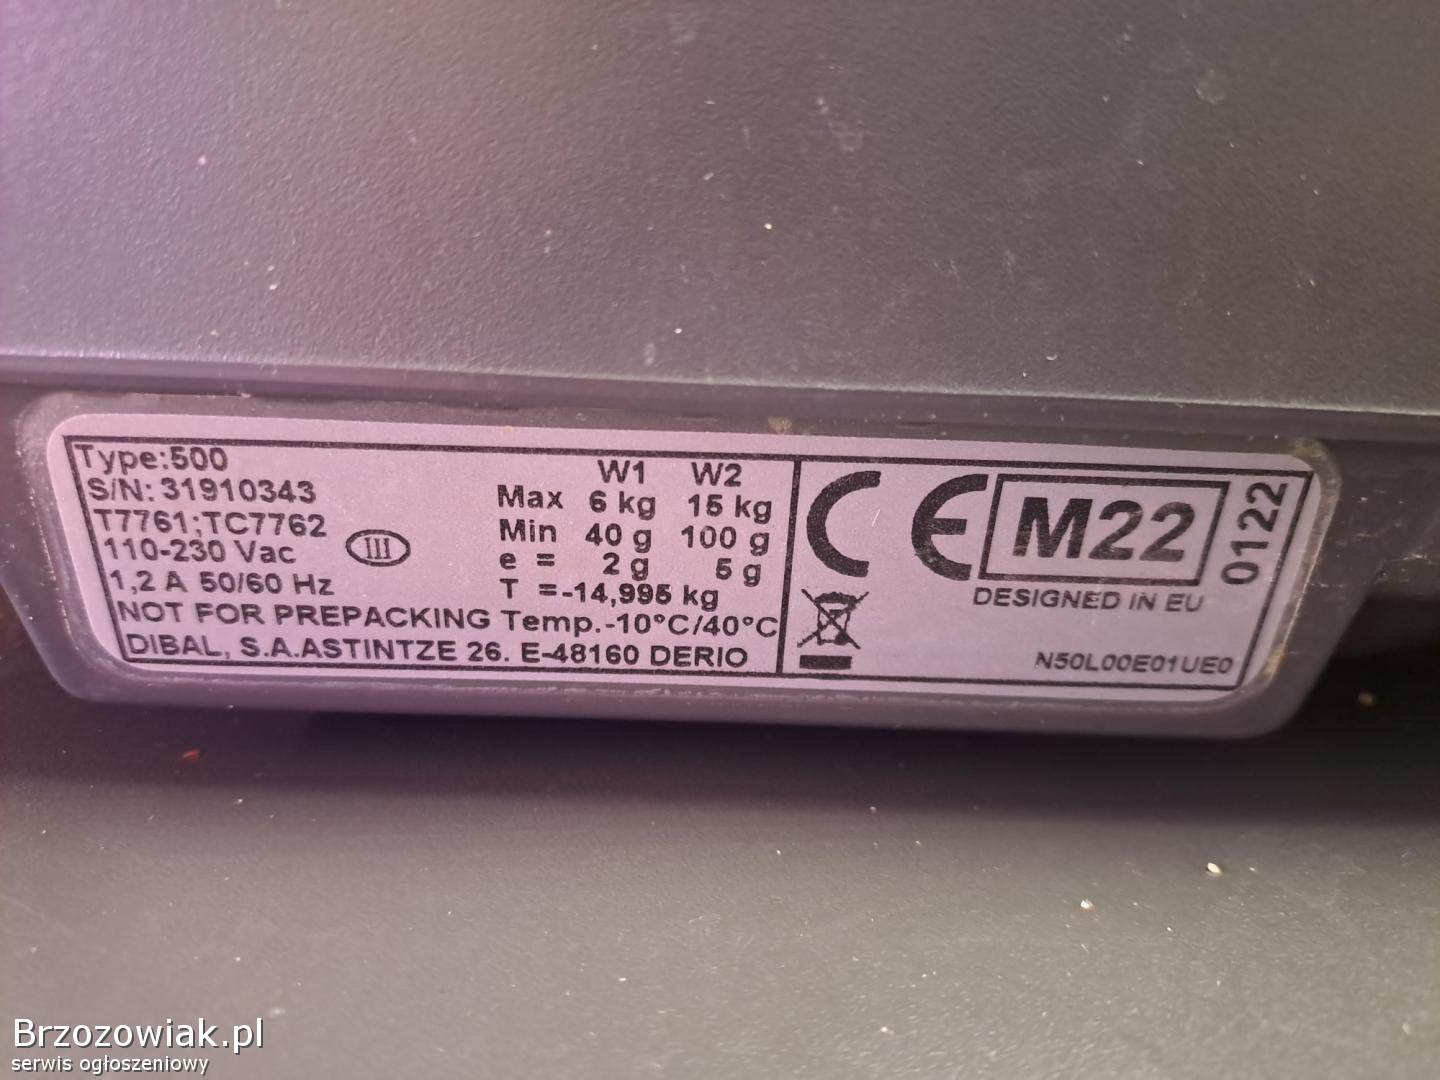 Type:500
S/N: 31910343
T7761;TC7762
110-230 Vac
III
1,2 A 50/60 Hz
W1 W2
Max 6 kg 15 kg
Min 40 g 100 g
e = 2 g 5 g
T =-14,995 kg
NOT FOR PREPACKING Temp.-10°C/40°C
DIBAL, S.A.ASTINTZE 26. E-48160 DERIO
CE M22 0122
DESIGNED IN EU
N50L00E01UE0
Brzozowiak.pl
serwis ogłoszeniowy